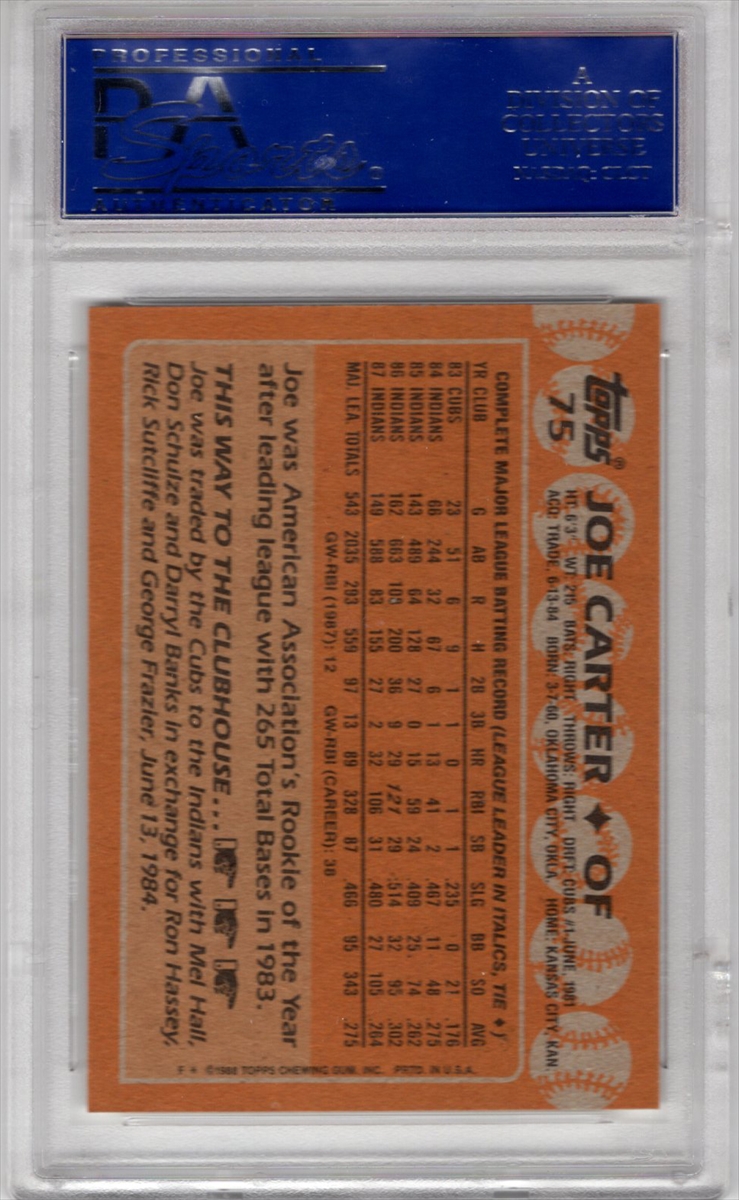 PROFESSIONAL
PSA
Sports
AUTHENTICATOR
A
DIVISION OF
COLLECTORS
UNIVERSE
NASDAQ: CLCT
topps®
75
JOE CARTER ♦ OF
HT: 6'3" WT: 215 BATS: RIGHT THROWS: RIGHT DRFT: CUBS /1-JUNE, 1981
ACQ: TRADE, 6-13-84 BORN: 3-7-60, OKLAHOMA CITY, OKLA. HOME: KANSAS CITY, KAN.
COMPLETE MAJOR LEAGUE BATTING RECORD (LEAGUE LEADER IN ITALICS, TIE ♦)
YR CLUB G AB R H 2B 3B HR RBI SB SLG BB SO AVG
83 CUBS 23 51 6 9 1 1 0 1 1 .235 0 21 .176
84 INDIANS 66 244 32 67 6 1 13 41 2 .467 11 48 .275
85 INDIANS 143 489 64 128 27 0 15 59 24 .409 25 74 .262
86 INDIANS 162 663 108 200 36 9 29 121 29 .514 32 95 .302
87 INDIANS 149 588 83 155 27 2 32 106 31 .480 27 105 .264
MAJ. LEA. TOTALS 543 2035 293 559 97 13 89 328 87 .466 95 343 .275
GW-RBI (1987): 12 GW-RBI (CAREER): 36
Joe was American Association's Rookie of the Year
after leading league with 265 Total Bases in 1983.
THIS WAY TO THE CLUBHOUSE...
Joe was traded by the Cubs to the Indians with Mel Hall,
Don Schulze and Darryl Banks in exchange for Ron Hassey,
Rick Sutcliffe and George Frazier, June 13, 1984.
F* ©1988 TOPPS CHEWING GUM, INC. PRTD. IN U.S.A.